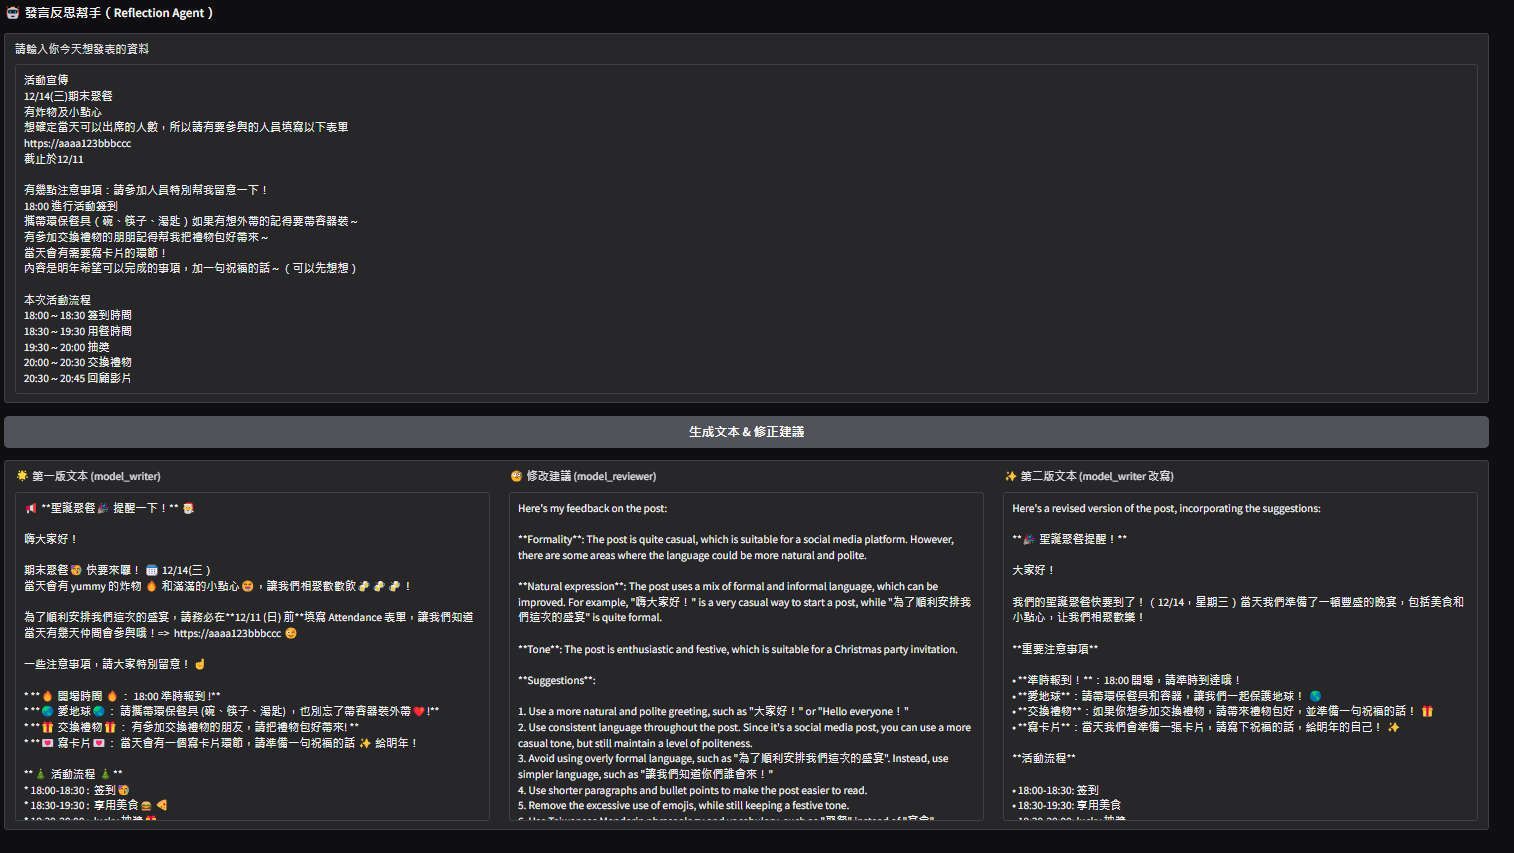 🤖 發言反思幫手 ( Reflection Agent )
請輸入你今天想發表的資料
活動宣傳
12/14(三)期末聚餐
有炸物及小點心
想確定當天可以出席的人數，所以請有要參與的人員填寫以下表單
https://aaaa123bbbccc
截止於12/11
有幾點注意事項：請參加人員特別幫我留意一下！
18:00 進行活動簽到
攜帶環保餐具 ( 碗、筷子、湯匙 ) 如果有想外帶的記得要帶容器裝～
有參加交換禮物的朋朋記得幫我把禮物包好帶來～
當天會有需要寫卡片的環節！
內容是明年希望可以完成的事項，加一句祝福的話～ ( 可以先想想 )
本次活動流程
18:00～18:30 簽到時間
18:30～19:30 用餐時間
19:30～20:00 抽獎
20:00～20:30 交換禮物
20:30～20:45 回顧影片
生成文本 & 修正建議
🌟 第一版文本 (model_writer)
📢 **聖誕聚餐🎉 提醒一下！** 🎅
嗨大家好！
期末聚餐🥳 快要來囉！ 🗓️ 12/14(三 )
當天會有 yummy 的炸物 🔥 和滿滿的小點心 😋，讓我們相聚歡歡飲🍻🍻🍻！
為了順利安排我們這次的盛宴，請務必在**12/11 (日) 前**填寫 Attendance 表單，讓我們知道
當天有幾天仲間會參與哦！=> https://aaaa123bbbccc 😊
一些注意事項，請大家特別留意！ ☝️
* **🔥 開場時間 🔥 ： 18:00 準時報到 !**
* **🌏 愛地球🌏 ： 請攜帶環保餐具 (碗、筷子、湯匙) ，也別忘了帶容器裝外帶❤️!**
* **🎁 交換禮物🎁 ： 有參加交換禮物的朋友，請把禮物包好帶來!**
* **💌 寫卡片💌 ： 當天會有一個寫卡片環節，請準備一句祝福的話 ✨ 給明年！
**🎄 活動流程 🎄**
* 18:00-18:30 : 簽到🥳
* 18:30-19:30 : 享用美食🍔 🍕
🧐 修改建議 (model_reviewer)
Here's my feedback on the post:
**Formality**: The post is quite casual, which is suitable for a social media platform. However,
there are some areas where the language could be more natural and polite.
**Natural expression**: The post uses a mix of formal and informal language, which can be
improved. For example, "嗨大家好！" is a very casual way to start a post, while "為了順利安排我
們這次的盛宴" is quite formal.
**Tone**: The post is enthusiastic and festive, which is suitable for a Christmas party invitation.
**Suggestions**:
1. Use a more natural and polite greeting, such as "大家好！" or "Hello everyone！"
2. Use consistent language throughout the post. Since it's a social media post, you can use a more
casual tone, but still maintain a level of politeness.
3. Avoid using overly formal language, such as "為了順利安排我們這次的盛宴". Instead, use
simpler language, such as "讓我們知道你們誰會來！"
4. Use shorter paragraphs and bullet points to make the post easier to read.
5. Remove the excessive use of emojis, while still keeping a festive tone.
✨ 第二版文本 (model_writer 改寫)
Here's a revised version of the post, incorporating the suggestions:
**🎉 聖誕聚餐提醒！**
大家好！
我們的聖誕聚餐快要到了！ ( 12/14，星期三 ) 當天我們準備了一頓豐盛的晚宴，包括美食和
小點心，让我們相聚歡樂！
**重要注意事項**
• **準時報到！**：18:00 開場，請準時到達哦！
• **愛地球**：請帶環保餐具和容器，讓我們一起保護地球！ 🌏
• **交換禮物**：如果你想參加交換禮物，請帶來禮物包好，並準備一句祝福的話！ 🎁
• **寫卡片**：當天我們會準備一張卡片，請寫下祝福的話，給明年的自己！ ✨
**活動流程**
• 18:00-18:30: 簽到
• 18:30-19:30: 享用美食